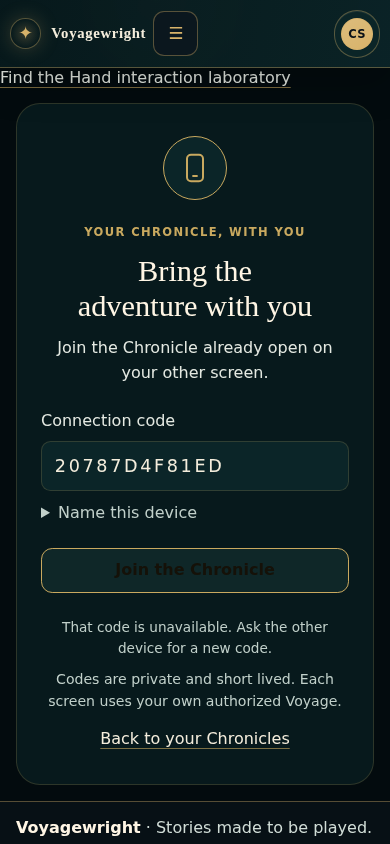 Voyagewright
CS
Find the Hand interaction laboratory
YOUR CHRONICLE, WITH YOU
Bring the
adventure with you
Join the Chronicle already open on
your other screen.
Connection code
20787D4F81ED
Name this device
Join the Chronicle
That code is unavailable. Ask the other
device for a new code.
Codes are private and short lived. Each
screen uses your own authorized Voyage.
Back to your Chronicles
Voyagewright · Stories made to be played.